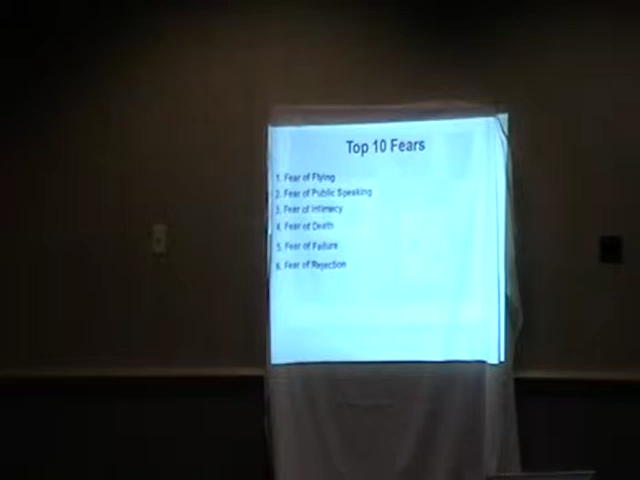 Top 10 Fears
1. Fear of Flying
2. Fear of Public Speaking
3. Fear of Intimacy
4. Fear of Death
5. Fear of Failure
6. Fear of Rejection